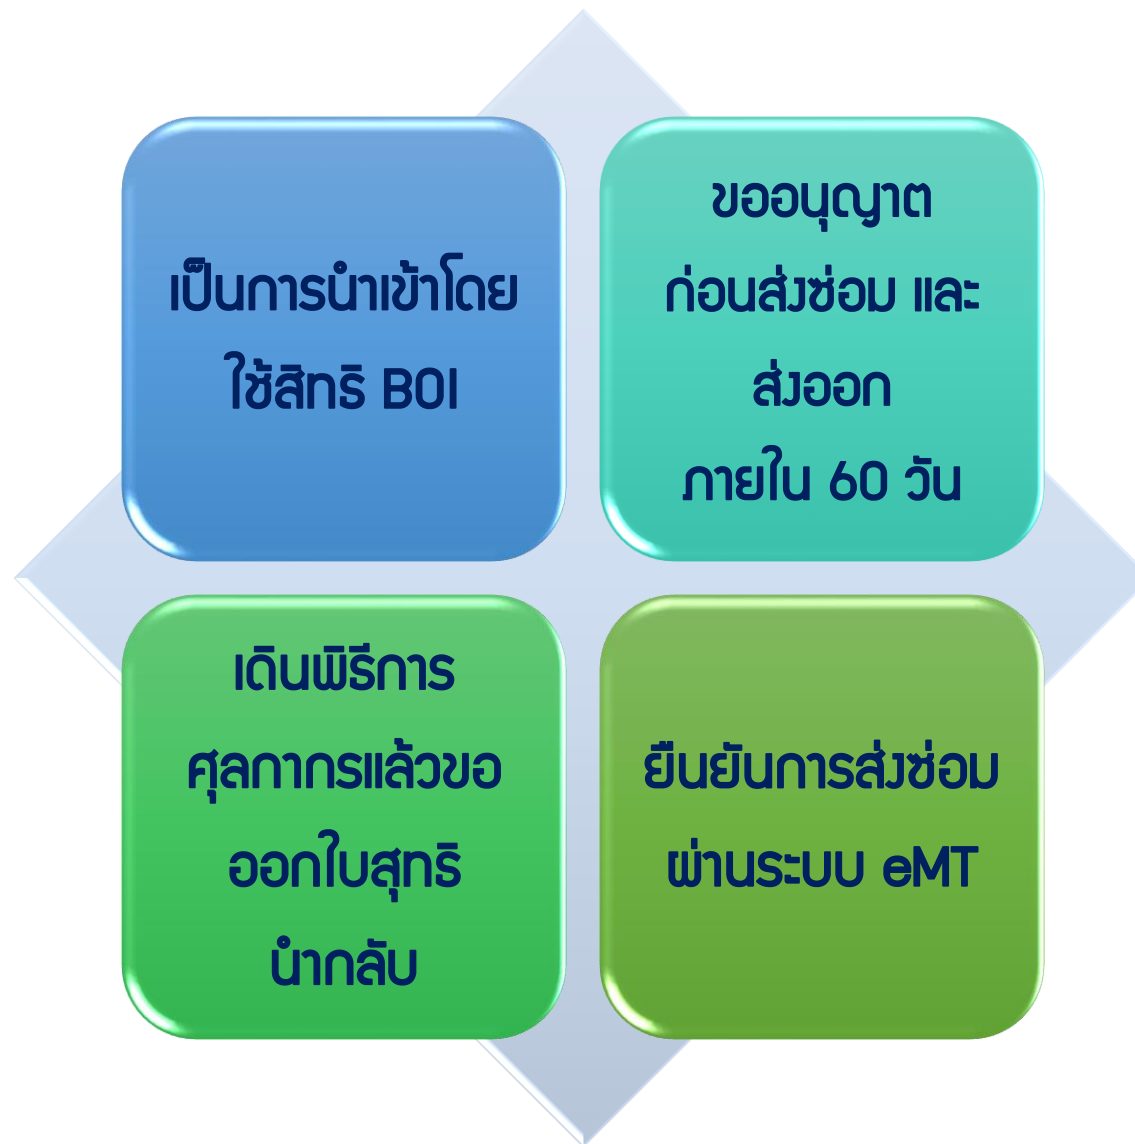 เป็นการนำเข้าโดย
ใช้สิทธิ BOI
ขออนุญาต
ก่อนส่งซ่อม และ
ส่งออก
ภายใน 60 วัน
เดินพิธีการ
ศุลกากรแล้วขอ
ออกใบสุทธิ
นำกลับ
ยืนยันการส่งซ่อม
ผ่านระบบ eMT